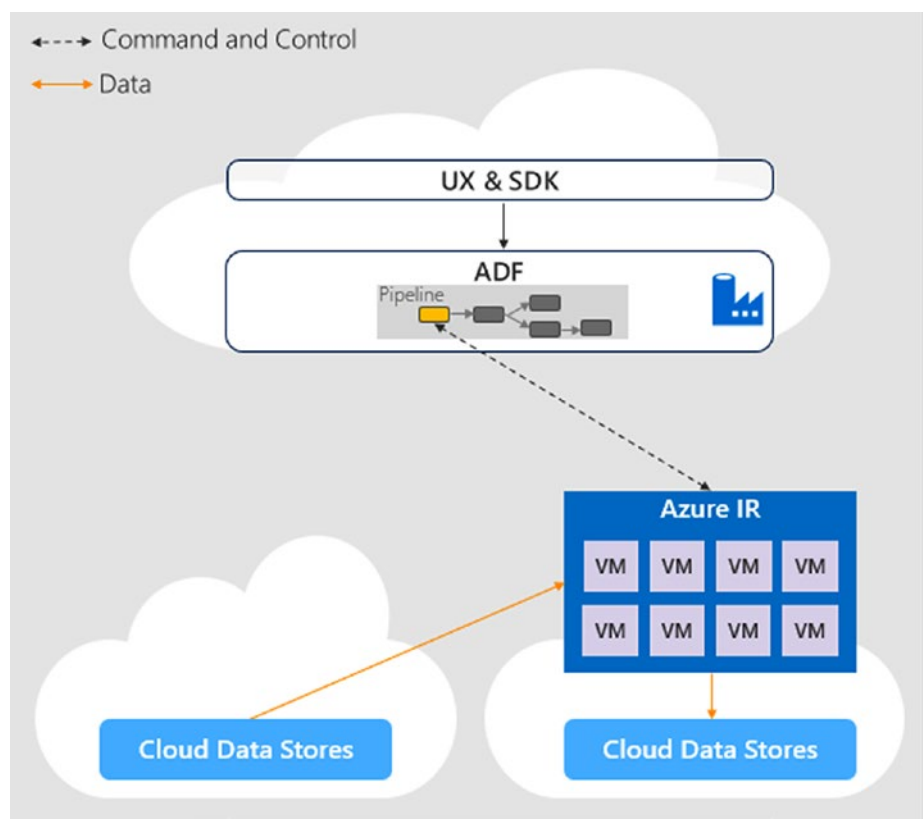 Command and Control
Data
UX & SDK
ADF
Pipeline
Azure IR
VM VM VM VM
VM VM VM VM
Cloud Data Stores
Cloud Data Stores